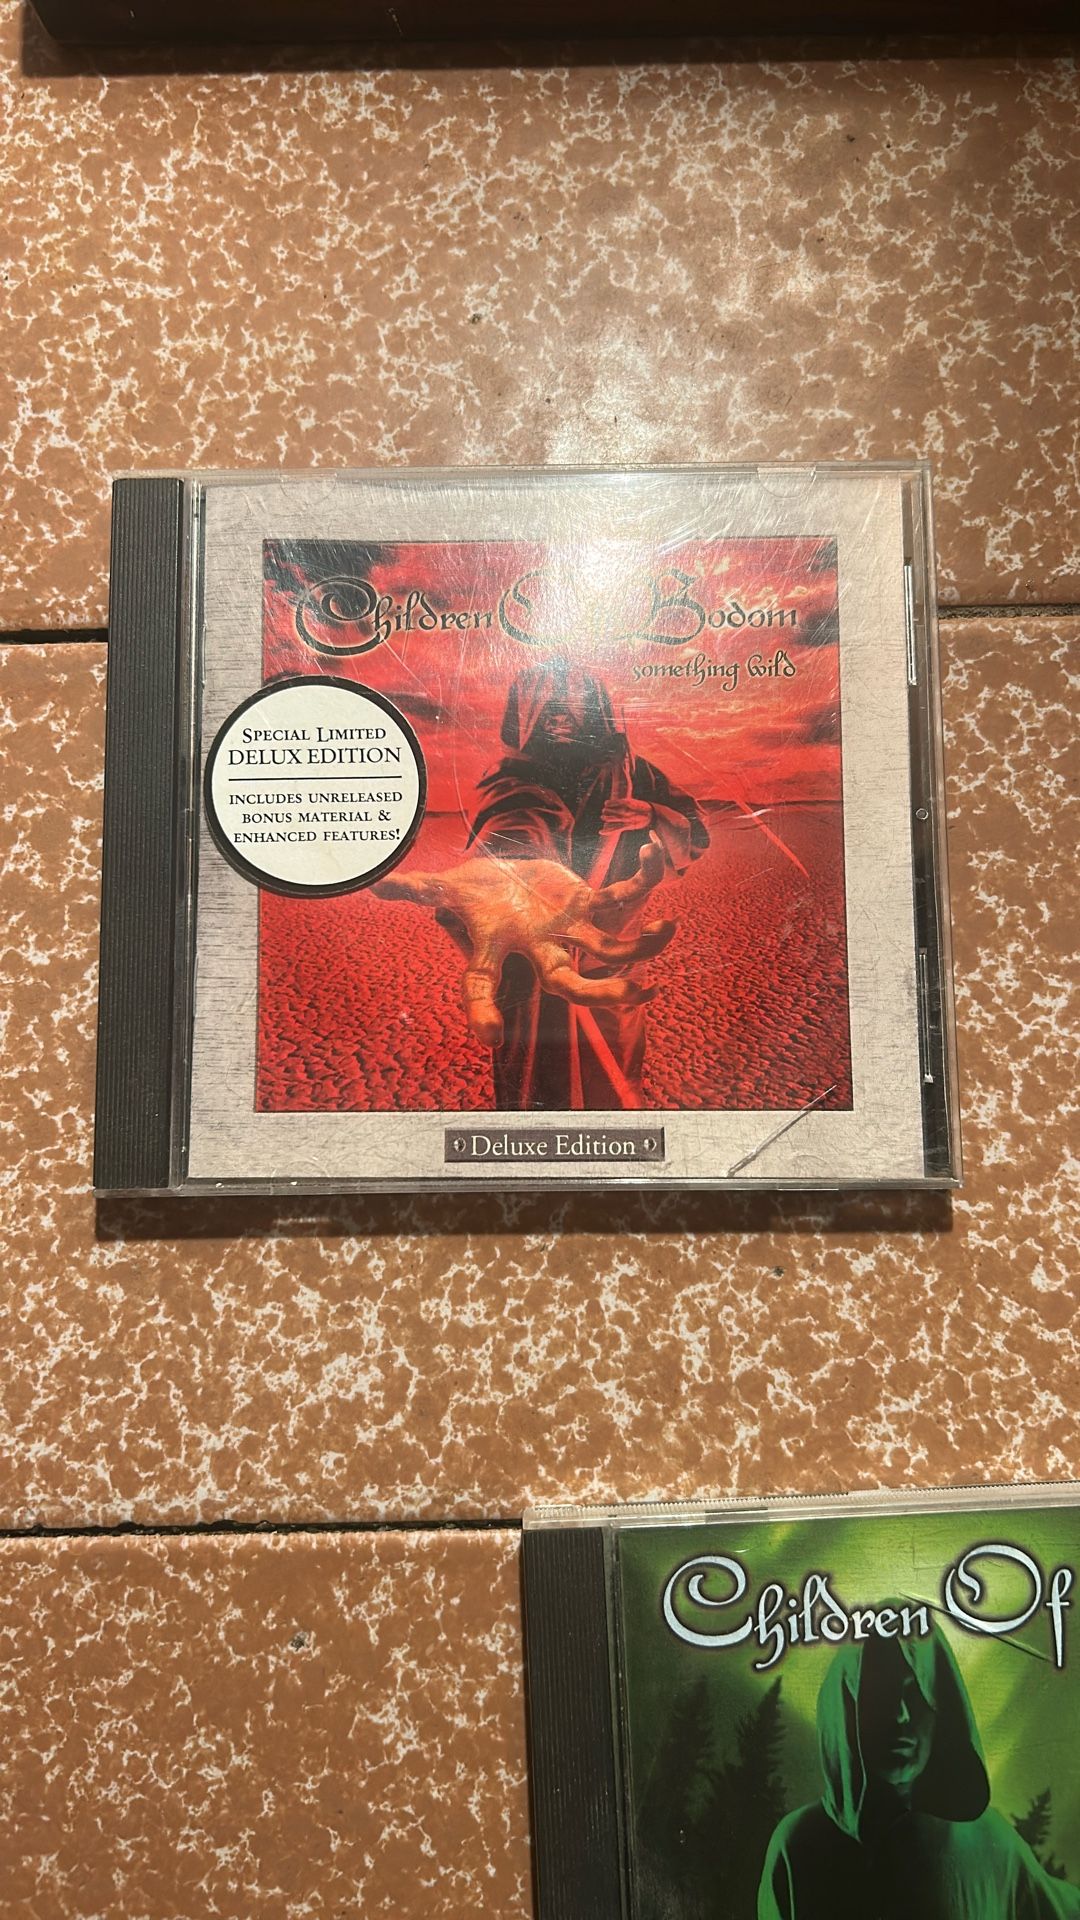 Children Of Bodom
something wild
SPECIAL LIMITED
DELUX EDITION
INCLUDES UNRELEASED
BONUS MATERIAL &
ENHANCED FEATURES!
Deluxe Edition
Children Of